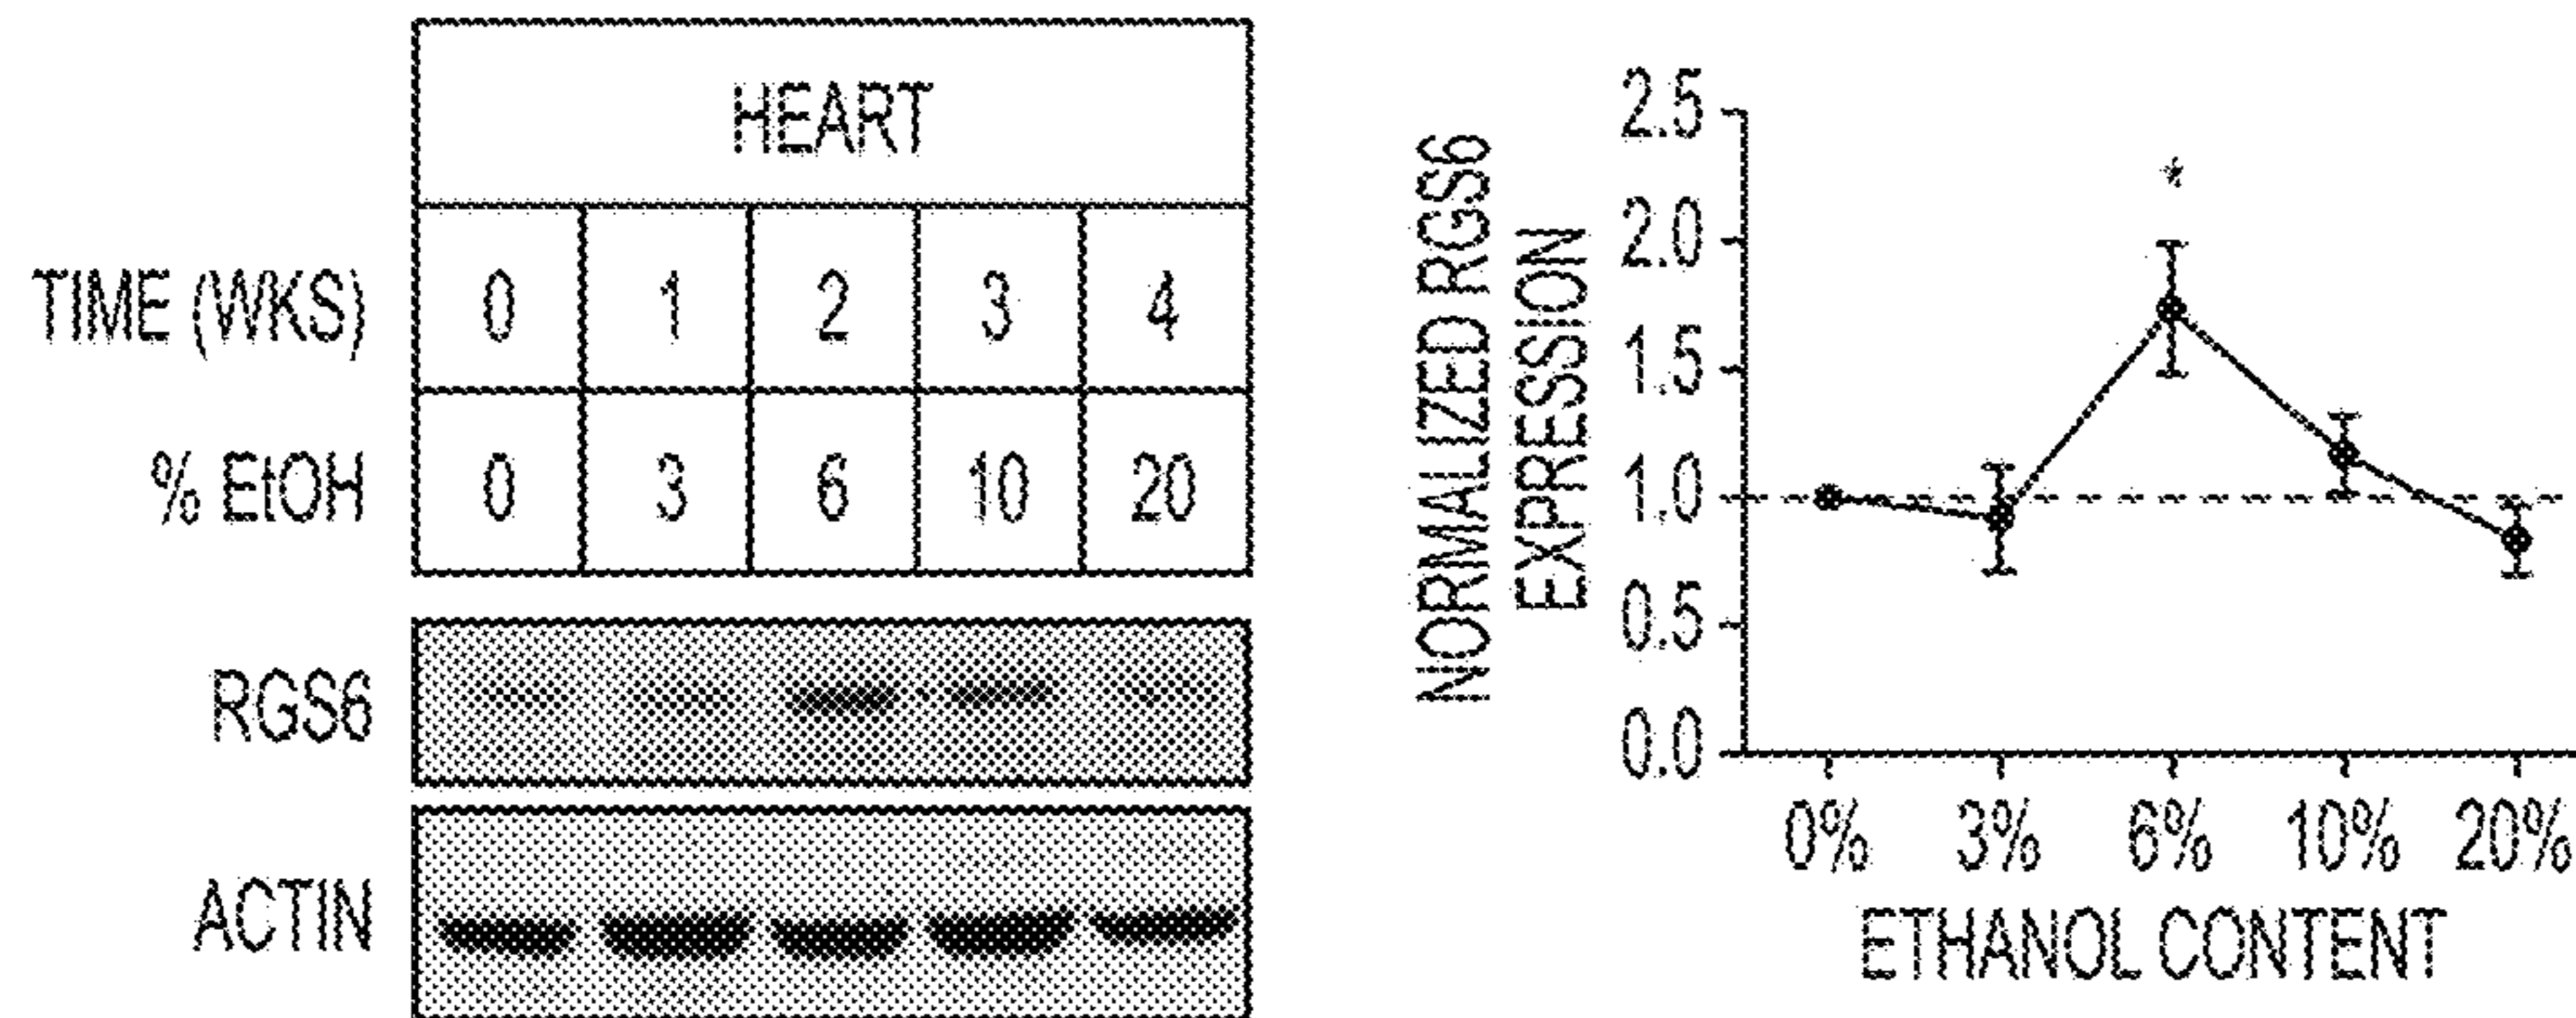 HEART
TIME (WKS) 0 1 2 3 4
% EtOH 0 3 6 10 20
RGS6
ACTIN
NORMALIZED RGS6
EXPRESSION
2.5
2.0
1.5
1.0
0.5
0.0
*
0% 3% 6% 10% 20%
ETHANOL CONTENT